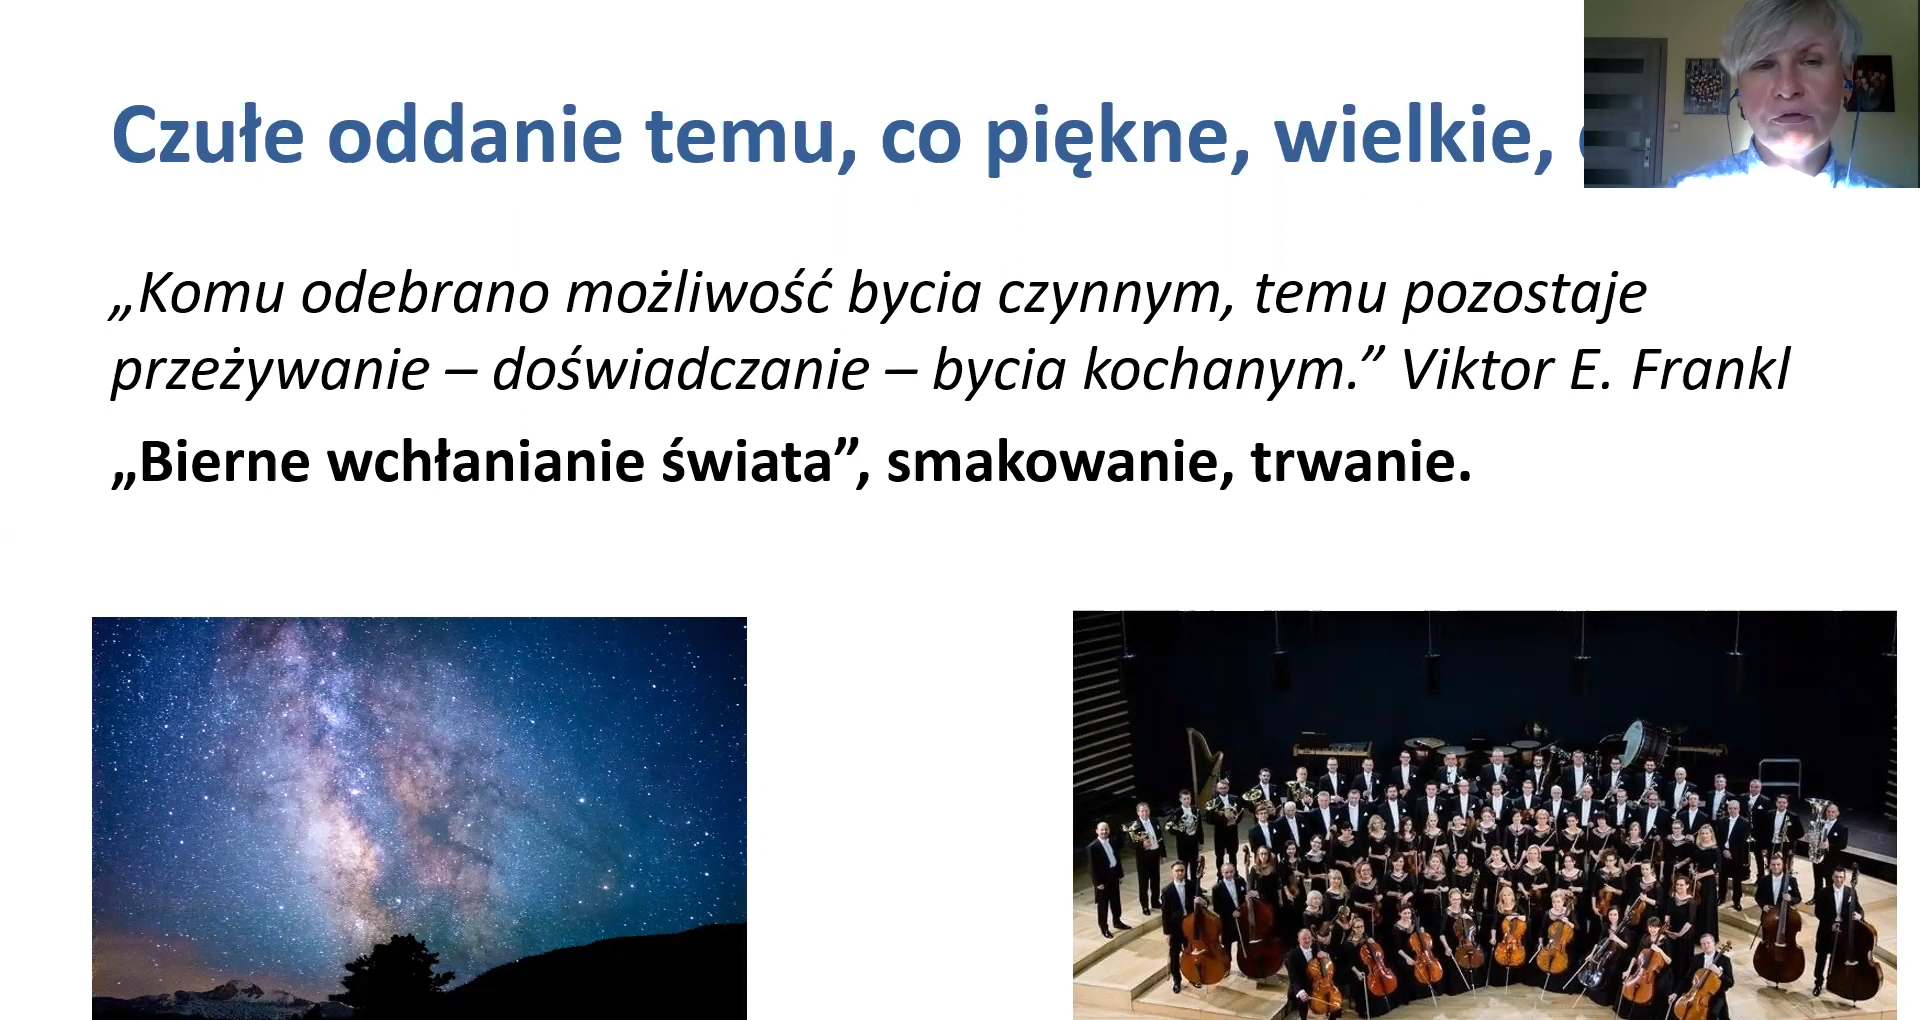 Czułe oddanie temu, co piękne, wielkie,
„Komu odebrano możliwość bycia czynnym, temu pozostaje
przeżywanie – doświadczanie – bycia kochanym.” Viktor E. Frankl
„Bierne wchłanianie świata”, smakowanie, trwanie.